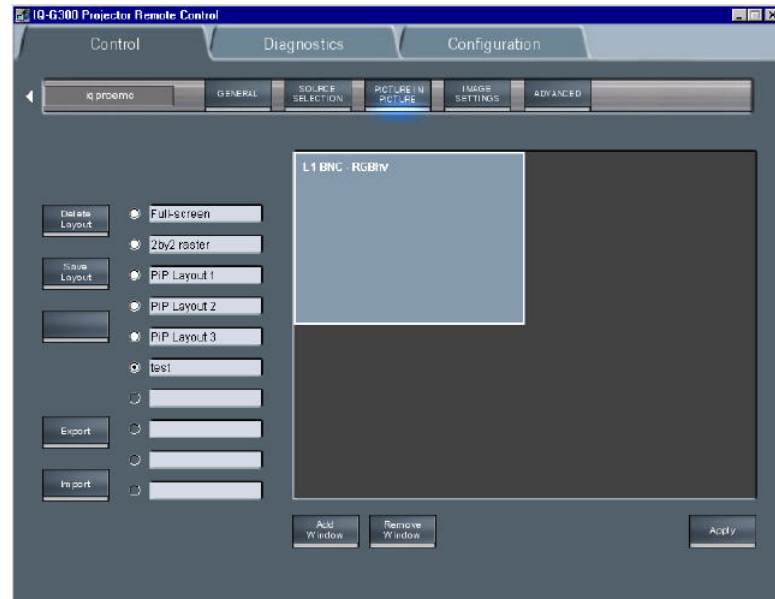 IQ-G300 Projector Remote Control
Control
Diagnostics
Configuration
iq proemo
GENERAL
SOURCE
SELECTION
PICTURE IN
PICTURE
IMAGE
SETTINGS
ADVANCED
L1 BNC - RGBHV
Delete
Layout
Full-screen
2by2 raster
Save
Layout
PiP Layout 1
PiP Layout 2
PiP Layout 3
test
Export
Import
Add
Window
Remove
Window
Apply